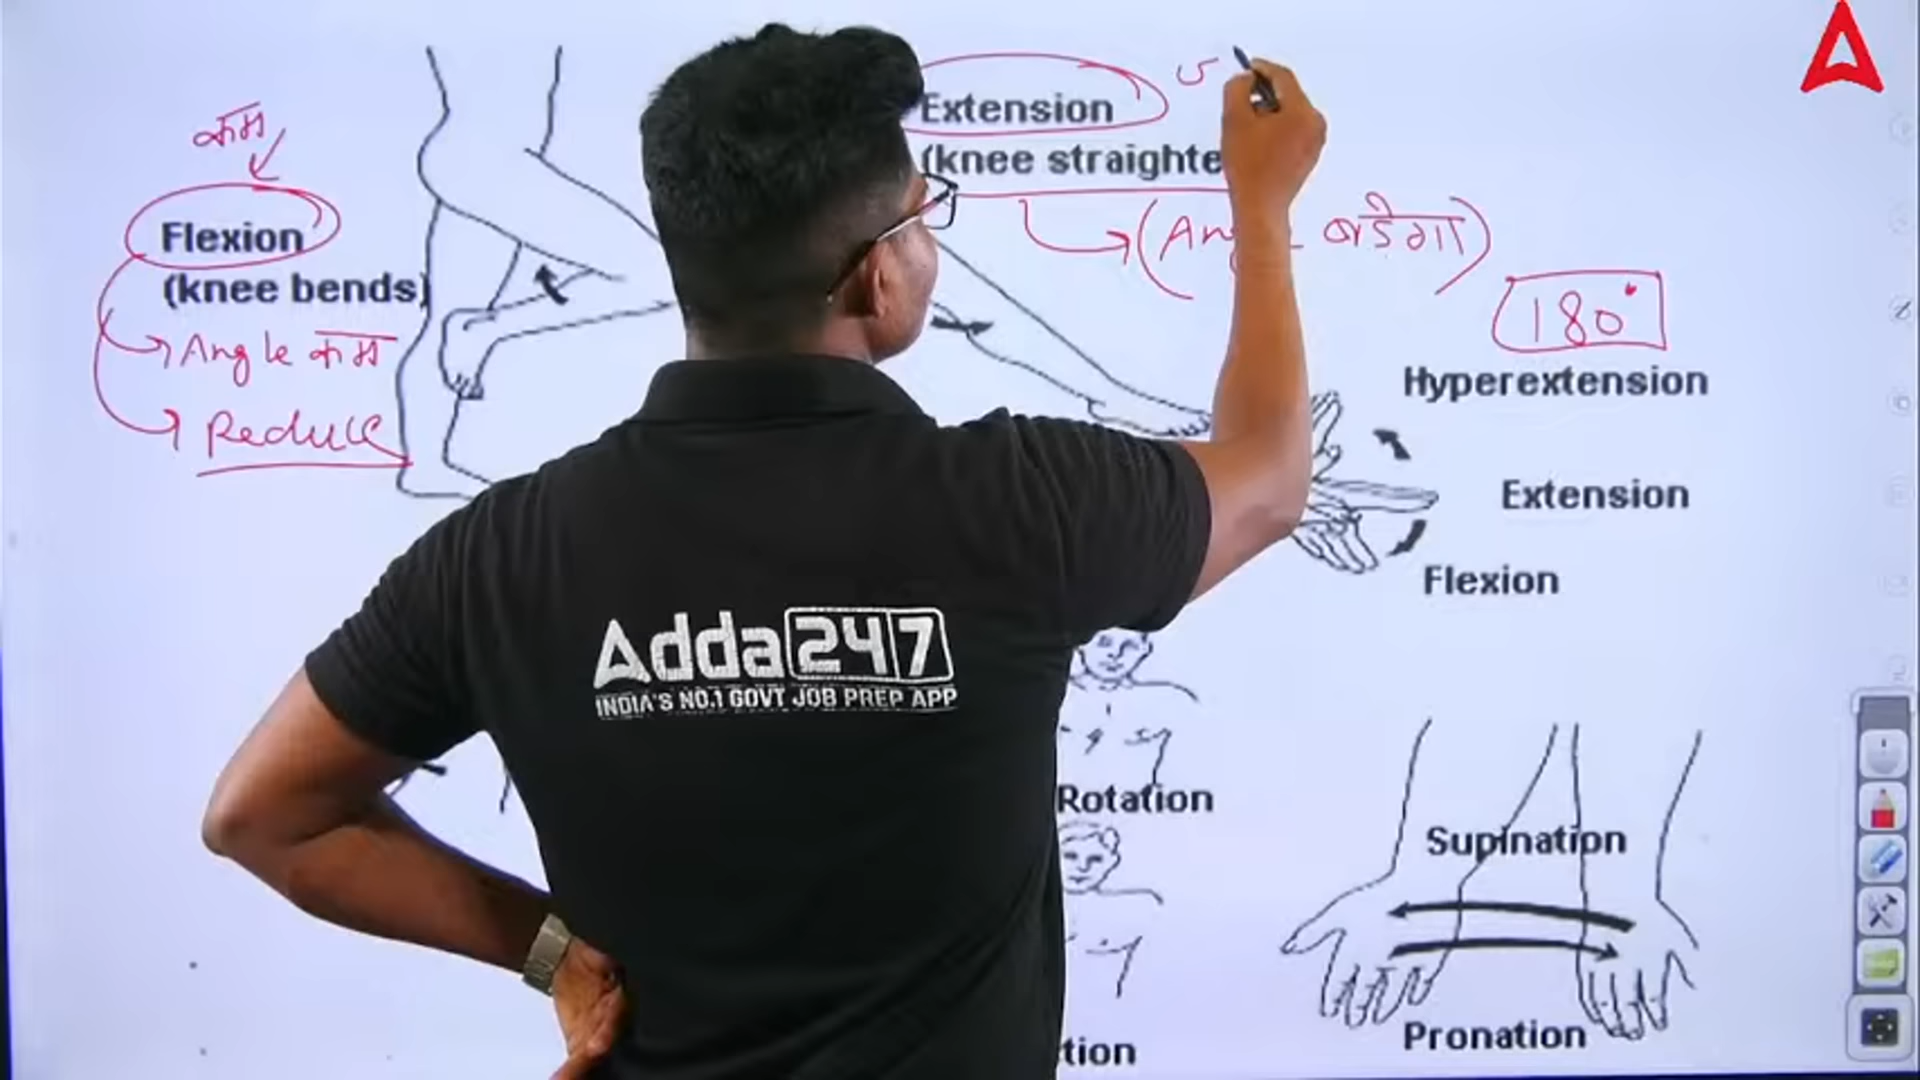 कम
Flexion
(knee bends)
Angle कम
Reduce
Extension
(knee straighte
बढेगा)
180°
Hyperextension
Extension
Flexion
Adda247
INDIA'S NO.1 GOVT JOB PREP APP
Rotation
Supination
Pronation
tion